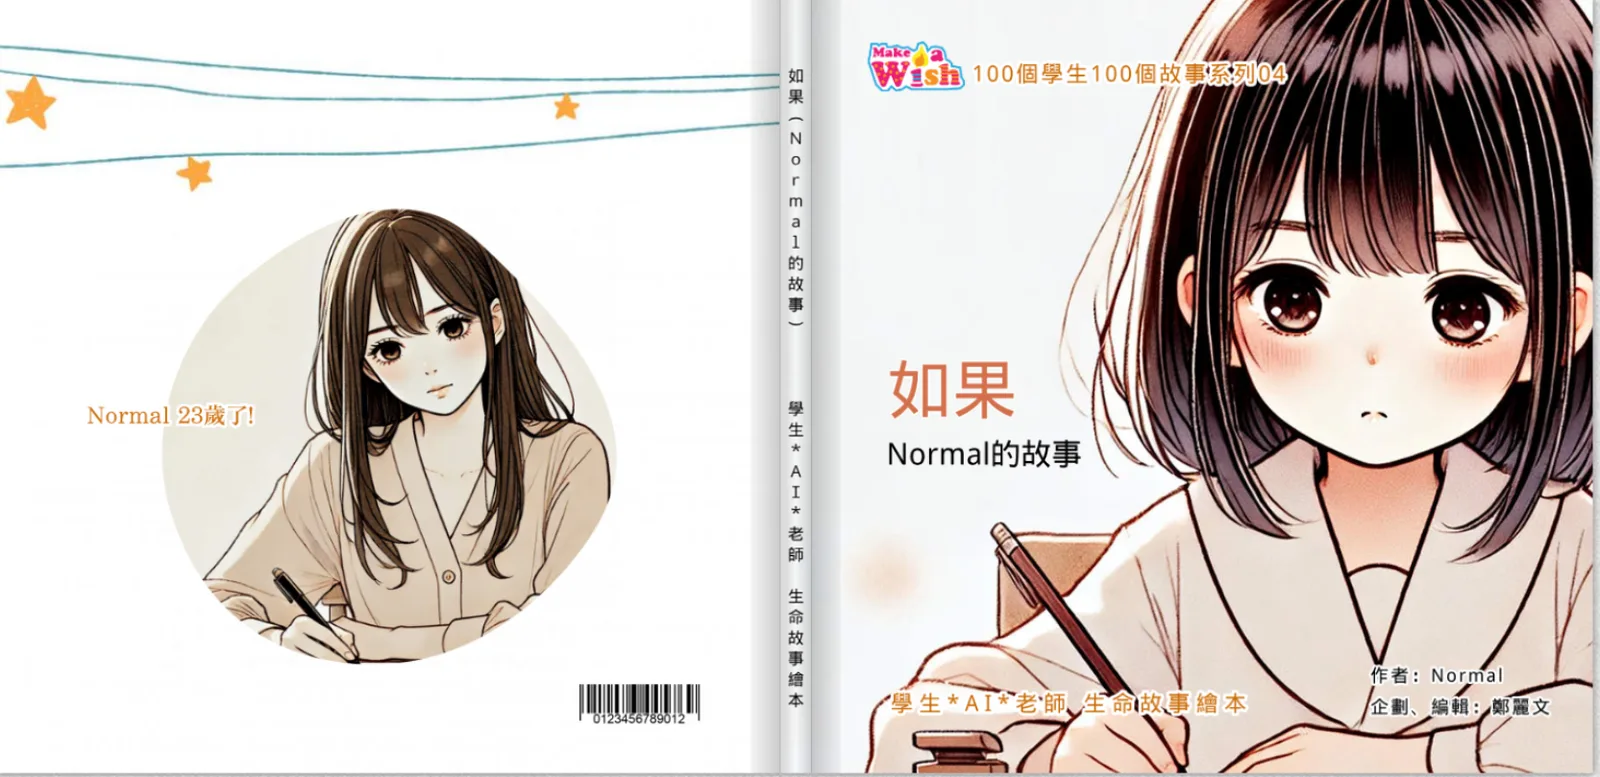 Normal 23歲了!
0123456789012
如果（Normal的故事） 學生*AI*老師 生命故事繪本
Make a
Wish
100個學生100個故事系列04
如果
Normal的故事
作者：Normal
學生*AI*老師 生命故事繪本
企劃、編輯：鄭麗文